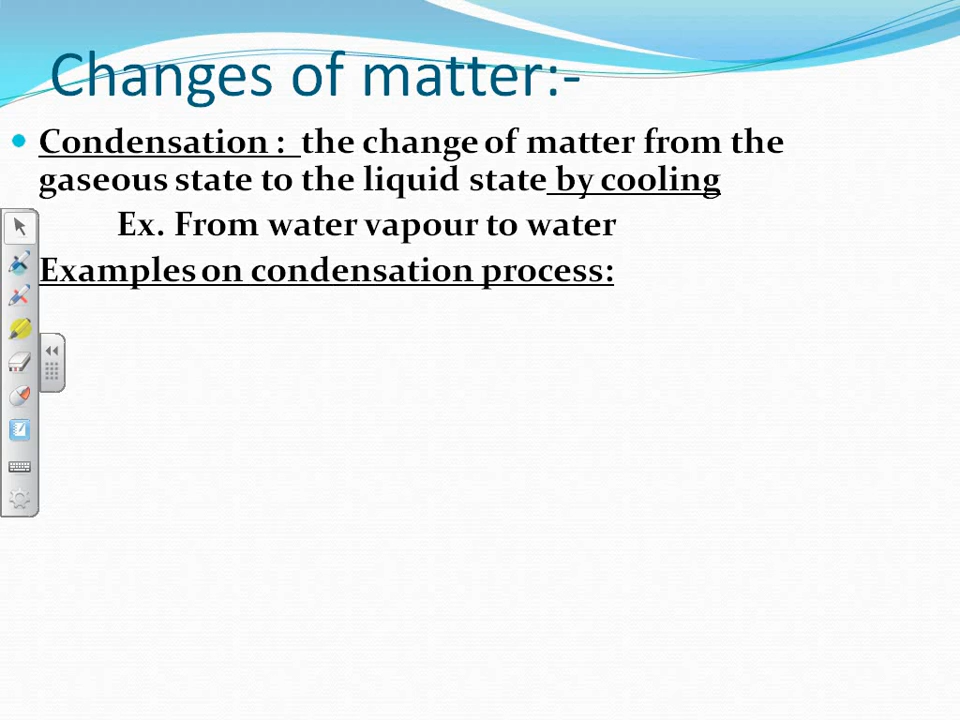 Changes of matter:-
Condensation : the change of matter from the
gaseous state to the liquid state by cooling
Ex. From water vapour to water
Examples on condensation process: